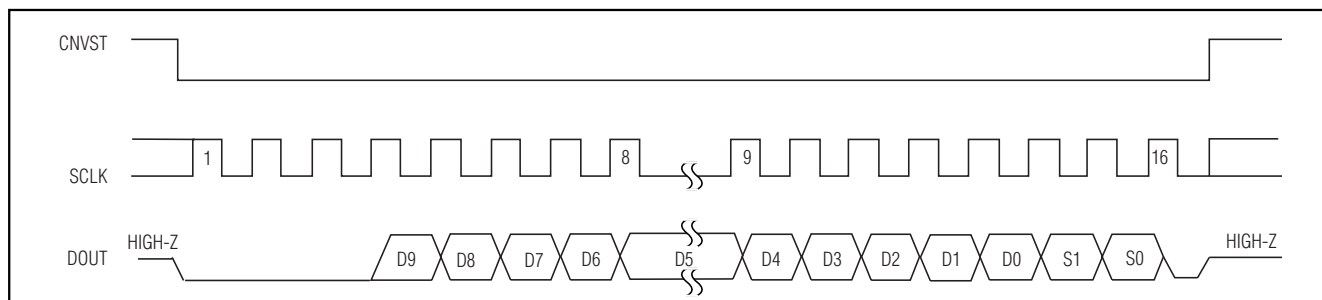 CNVST
1 8 9 16
SCLK
HIGH-Z HIGH-Z
DOUT D9 D8 D7 D6 D5 D4 D3 D2 D1 D0 S1 S0